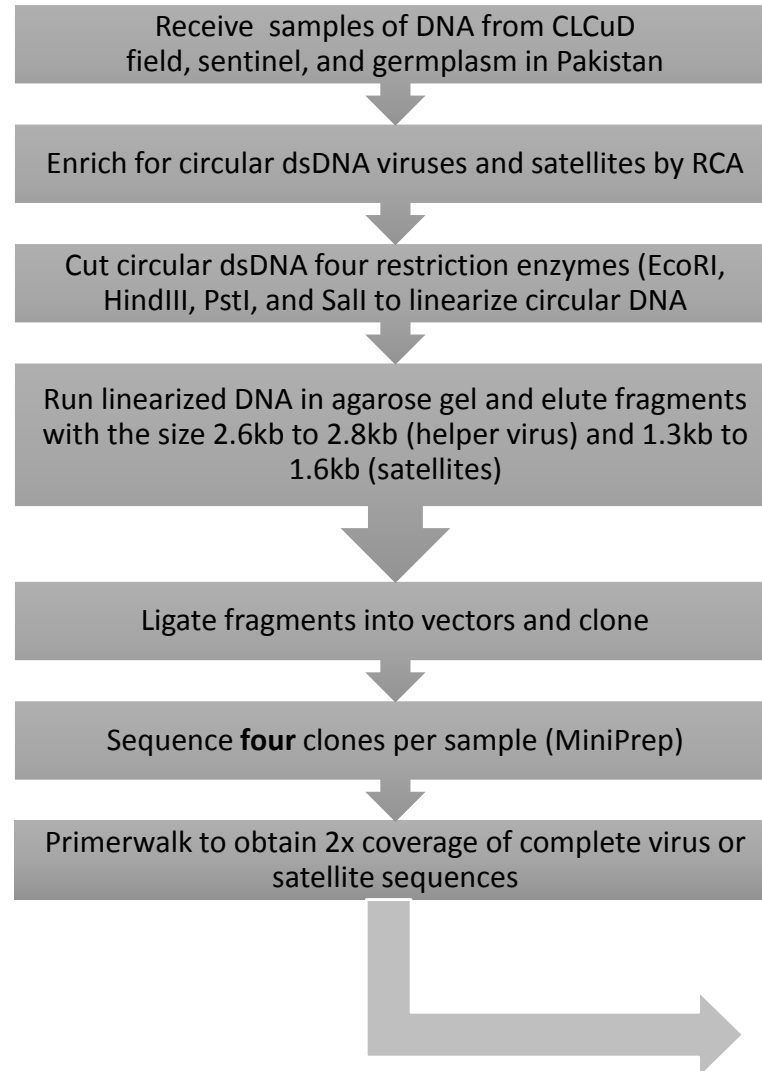 Receive samples of DNA from CLCuD
field, sentinel, and germplasm in Pakistan
Enrich for circular dsDNA viruses and satellites by RCA
Cut circular dsDNA four restriction enzymes (EcoRI,
HindIII, PstI, and SalI to linearize circular DNA
Run linearized DNA in agarose gel and elute fragments
with the size 2.6kb to 2.8kb (helper virus) and 1.3kb to
1.6kb (satellites)
Ligate fragments into vectors and clone
Sequence four clones per sample (MiniPrep)
Primerwalk to obtain 2x coverage of complete virus or
satellite sequences